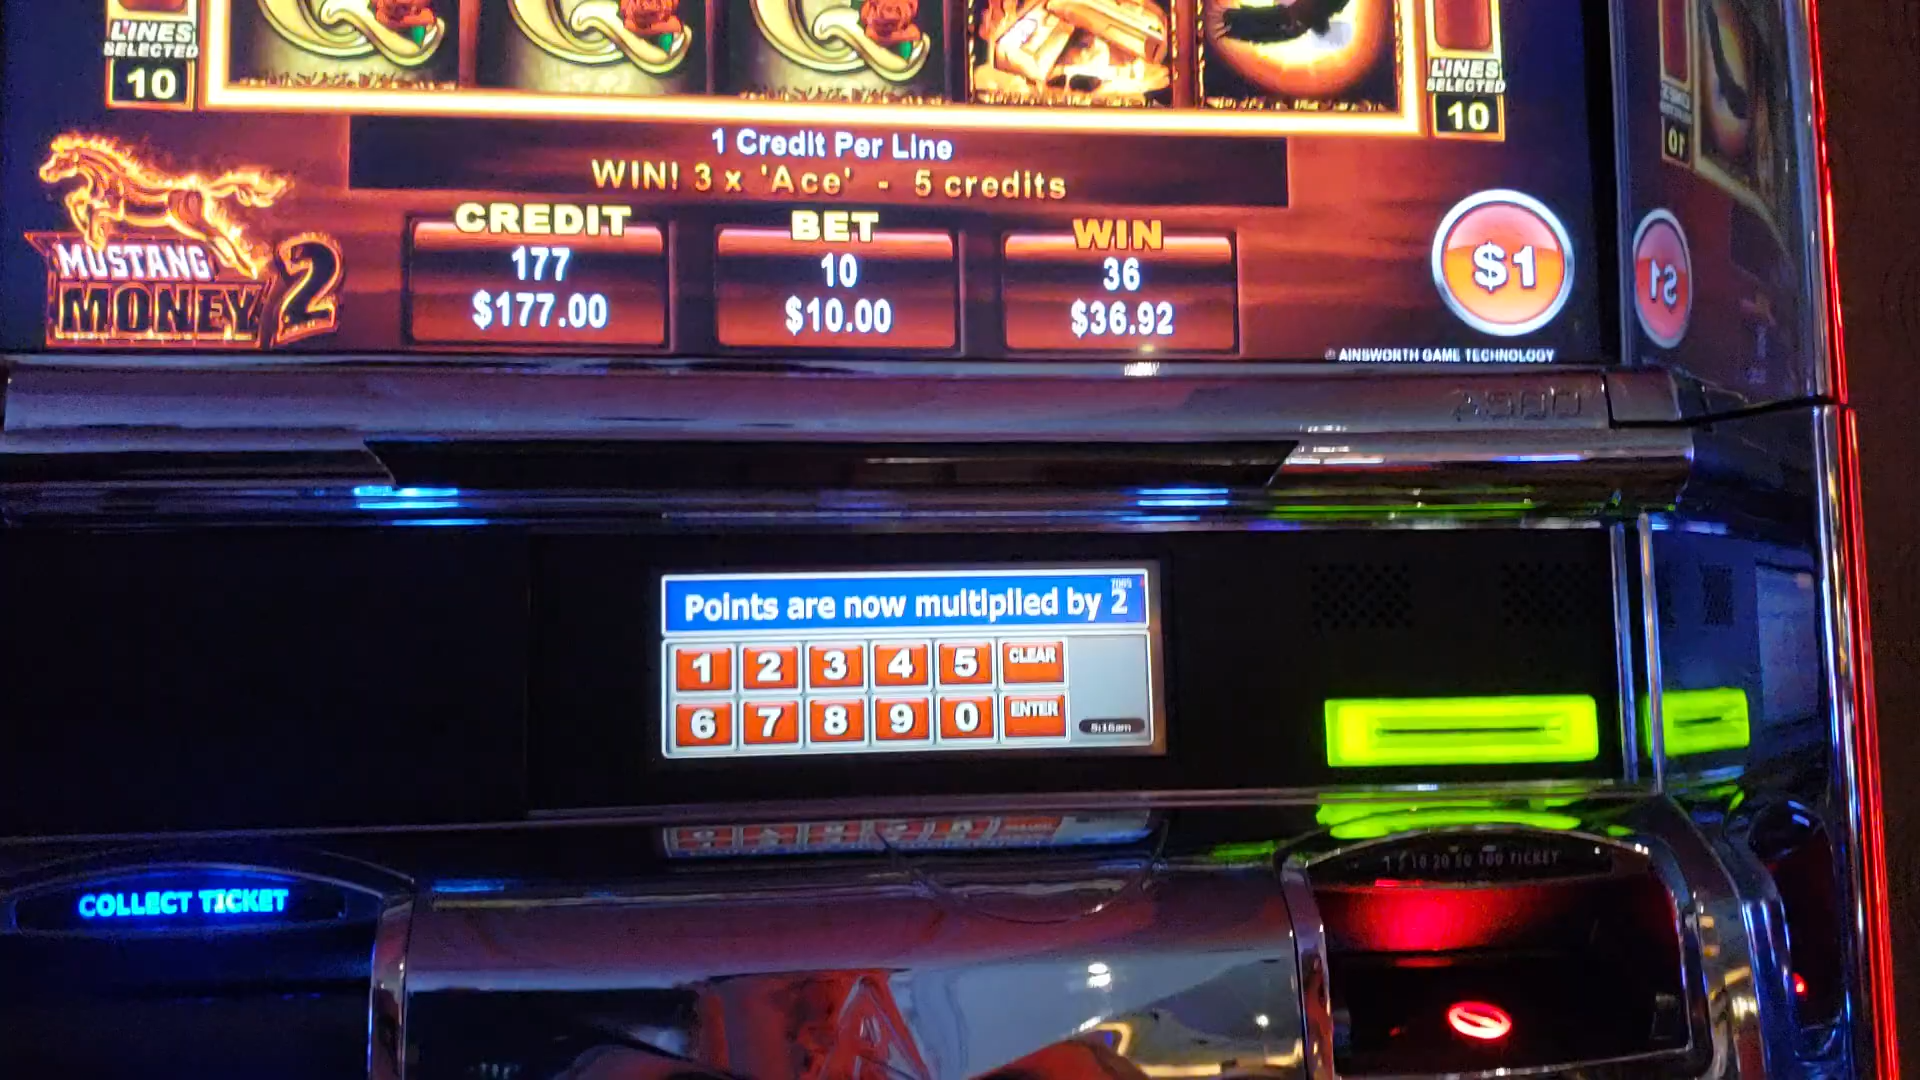 LINES
SELECTED
10
LINES
SELECTED
10
1 Credit Per Line
WIN! 3 x 'Ace' - 5 credits
MUSTANG
MONEY 2
CREDIT
177
$177.00
BET
10
$10.00
WIN
36
$36.92
$1
AINSWORTH GAME TECHNOLOGY
Points are now multiplied by 2
1 2 3 4 5 CLEAR
6 7 8 9 0 ENTER
COLLECT TICKET